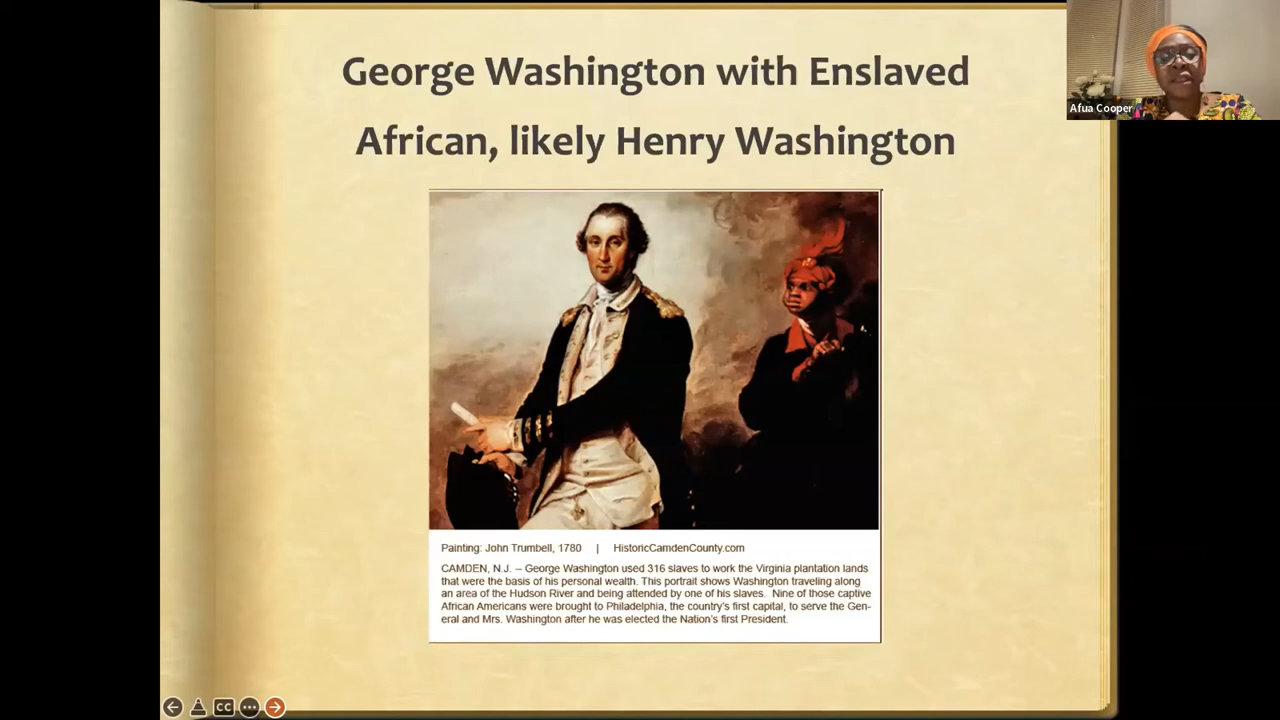 George Washington with Enslaved
African, likely Henry Washington
Afua Cooper
Painting: John Trumbell, 1780 | HistoricCamdenCounty.com
CAMDEN, N.J. -- George Washington used 316 slaves to work the Virginia plantation lands
that were the basis of his personal wealth. This portrait shows Washington traveling along
an area of the Hudson River and being attended by one of his slaves. Nine of those captive
African Americans were brought to Philadelphia, the country's first capital, to serve the Gen-
eral and Mrs. Washington after he was elected the Nation's first President.
CC